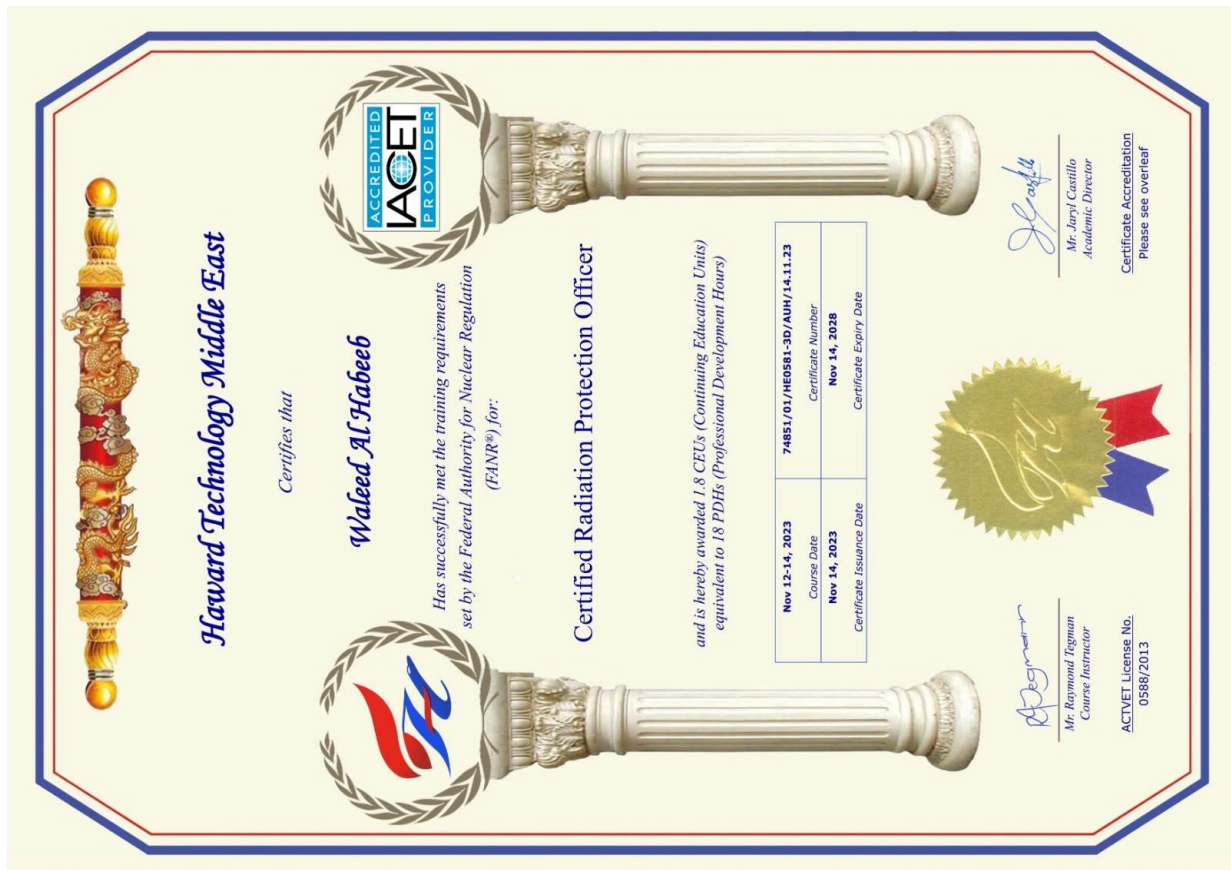 Haward Technology Middle East
Certifies that
Waleed Al Habeeb
ACCREDITED
IACET
PROVIDER
Has successfully met the training requirements
set by the Federal Authority for Nuclear Regulation
(FANR®) for:
Certified Radiation Protection Officer
and is hereby awarded 1.8 CEUs (Continuing Education Units)
equivalent to 18 PDHs (Professional Development Hours)
Nov 12-14, 2023 74851/01/HE0581-3D/AUH/14.11.23
Course Date Certificate Number
Nov 14, 2023 Nov 14, 2028
Certificate Issuance Date Certificate Expiry Date
Mr. Raymond Tegman
Course Instructor
ACTVET License No.
0588/2013
Mr. Jaryl Castillo
Academic Director
Certificate Accreditation
Please see overleaf